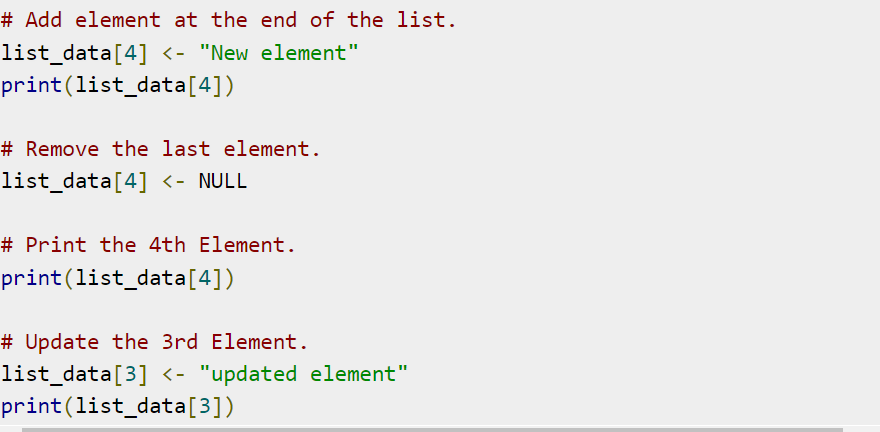 # Add element at the end of the list.
list_data[4] <- "New element"
print(list_data[4])
# Remove the last element.
list_data[4] <- NULL
# Print the 4th Element.
print(list_data[4])
# Update the 3rd Element.
list_data[3] <- "updated element"
print(list_data[3])